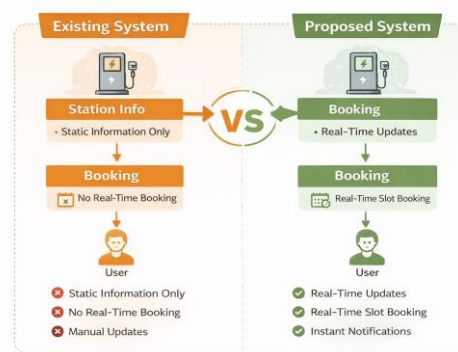 Existing System
Station Info
• Static Information Only
Booking
No Real-Time Booking
User
Static Information Only
No Real-Time Booking
Manual Updates
VS
Proposed System
Booking
• Real-Time Updates
Booking
Real-Time Slot Booking
User
Real-Time Updates
Real-Time Slot Booking
Instant Notifications